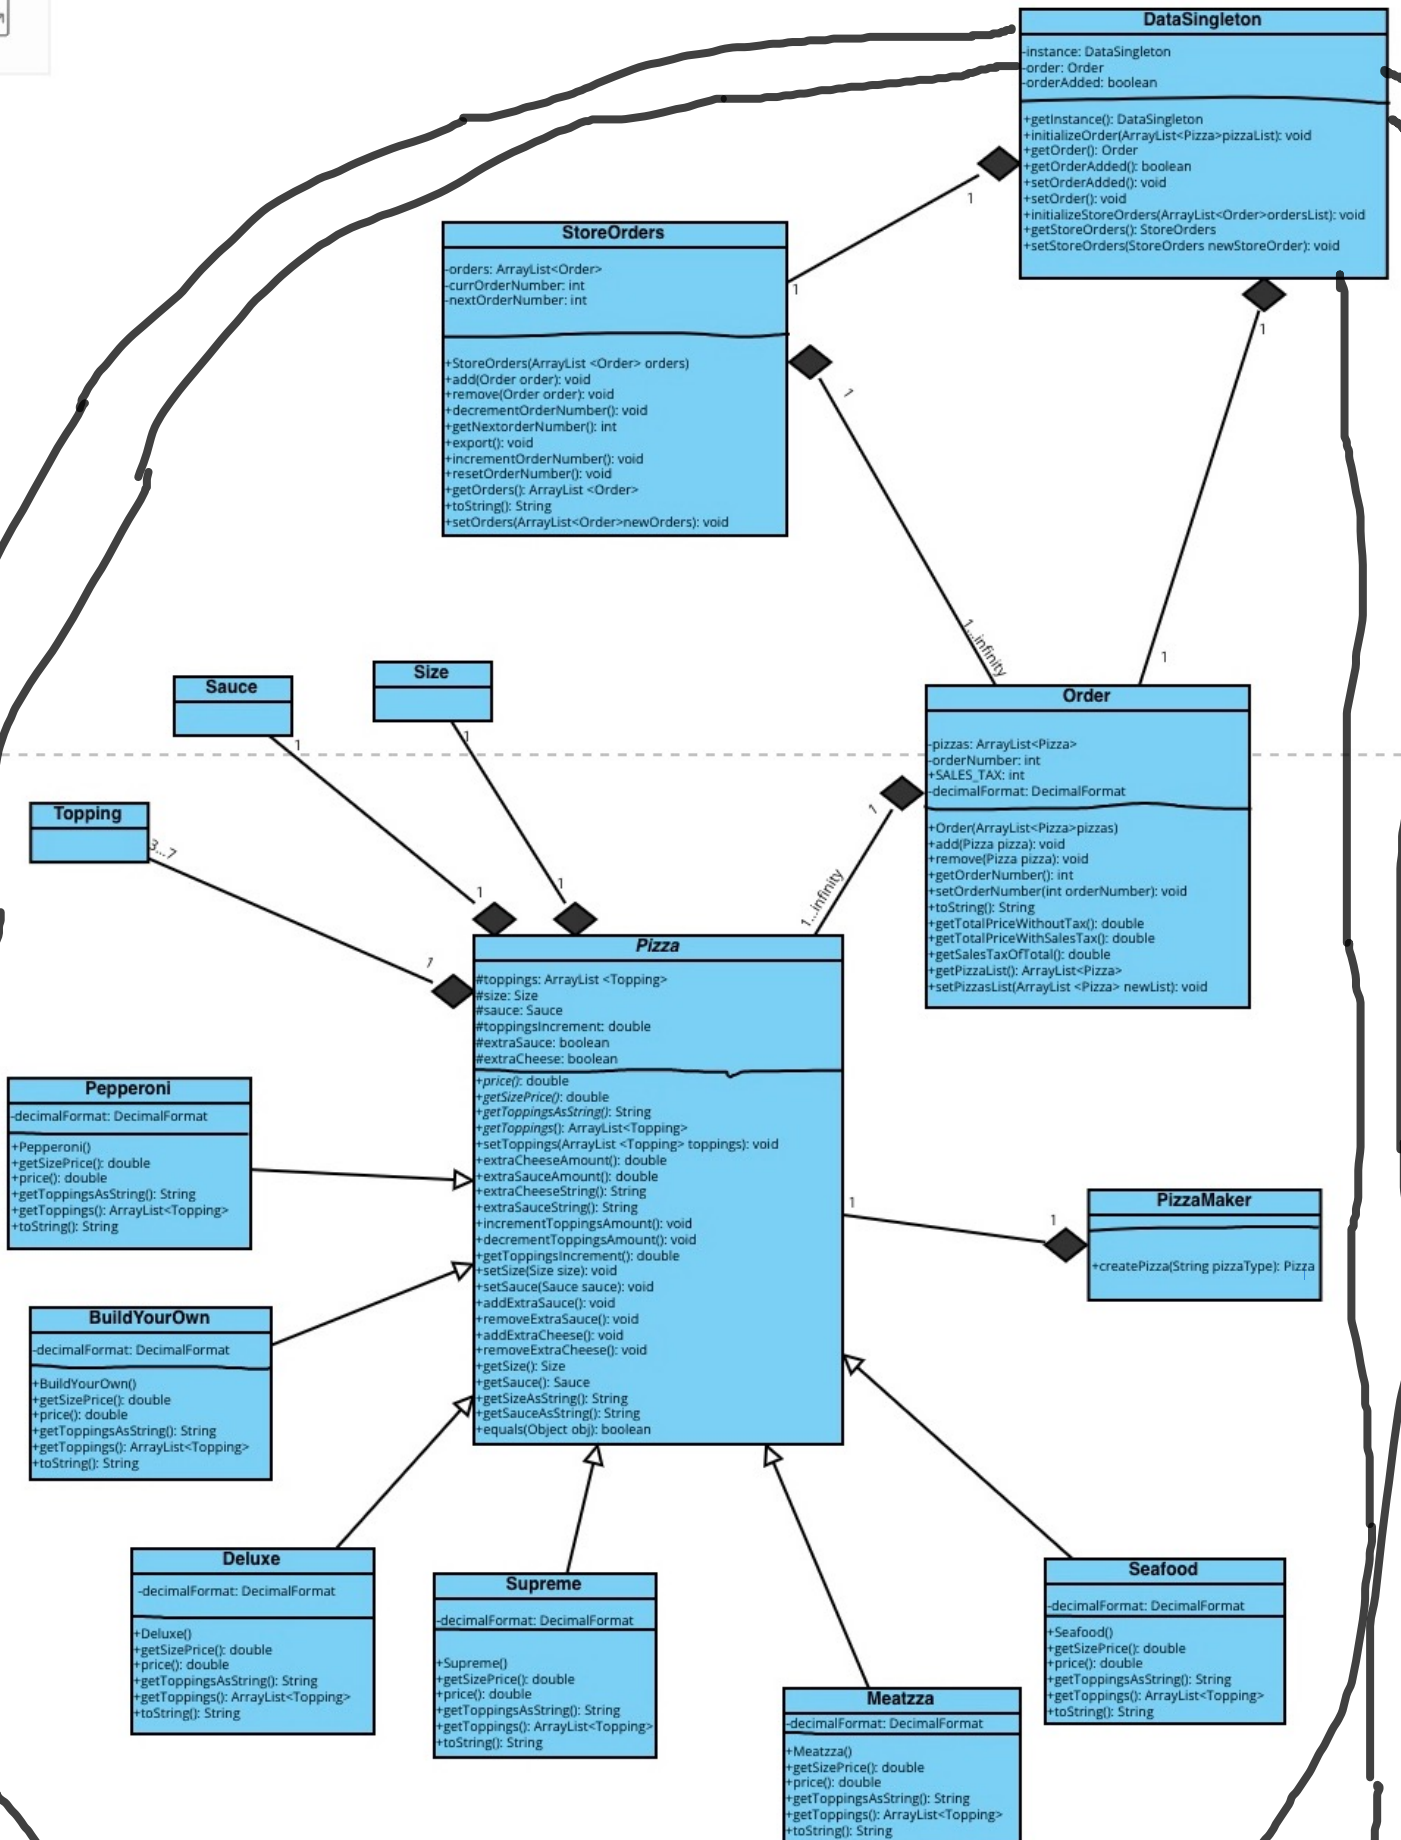 DataSingleton
-instance: DataSingleton
-order: Order
-orderAdded: boolean
+getInstance(): DataSingleton
+initializeOrder(ArrayList<Pizza>pizzaList): void
+getOrder(): Order
+getOrderAdded(): boolean
+setOrderAdded(): void
+setOrder(): void
+initializeStoreOrders(ArrayList<Order>ordersList): void
+getStoreOrders(): StoreOrders
+setStoreOrders(StoreOrders newStoreOrder): void
1
1
1
1
StoreOrders
-orders: ArrayList<Order>
-currOrderNumber: int
-nextOrderNumber: int
+StoreOrders(ArrayList <Order> orders)
+add(Order order): void
+remove(Order order): void
+decrementOrderNumber(): void
+getNextorderNumber(): int
+export(): void
+incrementOrderNumber(): void
+resetOrderNumber(): void
+getOrders(): ArrayList <Order>
+toString(): String
+setOrders(ArrayList<Order>newOrders): void
1
1...infinity
Order
-pizzas: ArrayList<Pizza>
-orderNumber: int
+SALES_TAX: int
-decimalFormat: DecimalFormat
+Order(ArrayList<Pizza>pizzas)
+add(Pizza pizza): void
+remove(Pizza pizza): void
+getOrderNumber(): int
+setOrderNumber(int orderNumber): void
+toString(): String
+getTotalPriceWithoutTax(): double
+getTotalPriceWithSalesTax(): double
+getSalesTaxOfTotal(): double
+getPizzaList(): ArrayList<Pizza>
+setPizzasList(ArrayList <Pizza> newList): void
1
1...infinity
Sauce
1
1
Size
1
1
Topping
3...7
1
Pizza
#toppings: ArrayList <Topping>
#size: Size
#sauce: Sauce
#toppingsIncrement: double
#extraSauce: boolean
#extraCheese: boolean
+price(): double
+getSizePrice(): double
+getToppingsAsString(): String
+getToppings(): ArrayList<Topping>
+setToppings(ArrayList <Topping> toppings): void
+extraCheeseAmount(): double
+extraSauceAmount(): double
+extraCheeseString(): String
+extraSauceString(): String
+incrementToppingsAmount(): void
+decrementToppingsAmount(): void
+getToppingsIncrement(): double
+setSize(Size size): void
+setSauce(Sauce sauce): void
+addExtraSauce(): void
+removeExtraSauce(): void
+addExtraCheese(): void
+removeExtraCheese(): void
+getSize(): Size
+getSauce(): Sauce
+getSizeAsString(): String
+getSauceAsString(): String
+equals(Object obj): boolean
1
1
PizzaMaker
+createPizza(String pizzaType): Pizza
Pepperoni
-decimalFormat: DecimalFormat
+Pepperoni()
+getSizePrice(): double
+price(): double
+getToppingsAsString(): String
+getToppings(): ArrayList<Topping>
+toString(): String
BuildYourOwn
-decimalFormat: DecimalFormat
+BuildYourOwn()
+getSizePrice(): double
+price(): double
+getToppingsAsString(): String
+getToppings(): ArrayList<Topping>
+toString(): String
Deluxe
-decimalFormat: DecimalFormat
+Deluxe()
+getSizePrice(): double
+price(): double
+getToppingsAsString(): String
+getToppings(): ArrayList<Topping>
+toString(): String
Supreme
-decimalFormat: DecimalFormat
+Supreme()
+getSizePrice(): double
+price(): double
+getToppingsAsString(): String
+getToppings(): ArrayList<Topping>
+toString(): String
Meatzza
-decimalFormat: DecimalFormat
+Meatzza()
+getSizePrice(): double
+price(): double
+getToppingsAsString(): String
+getToppings(): ArrayList<Topping>
+toString(): String
Seafood
-decimalFormat: DecimalFormat
+Seafood()
+getSizePrice(): double
+price(): double
+getToppingsAsString(): String
+getToppings(): ArrayList<Topping>
+toString(): String